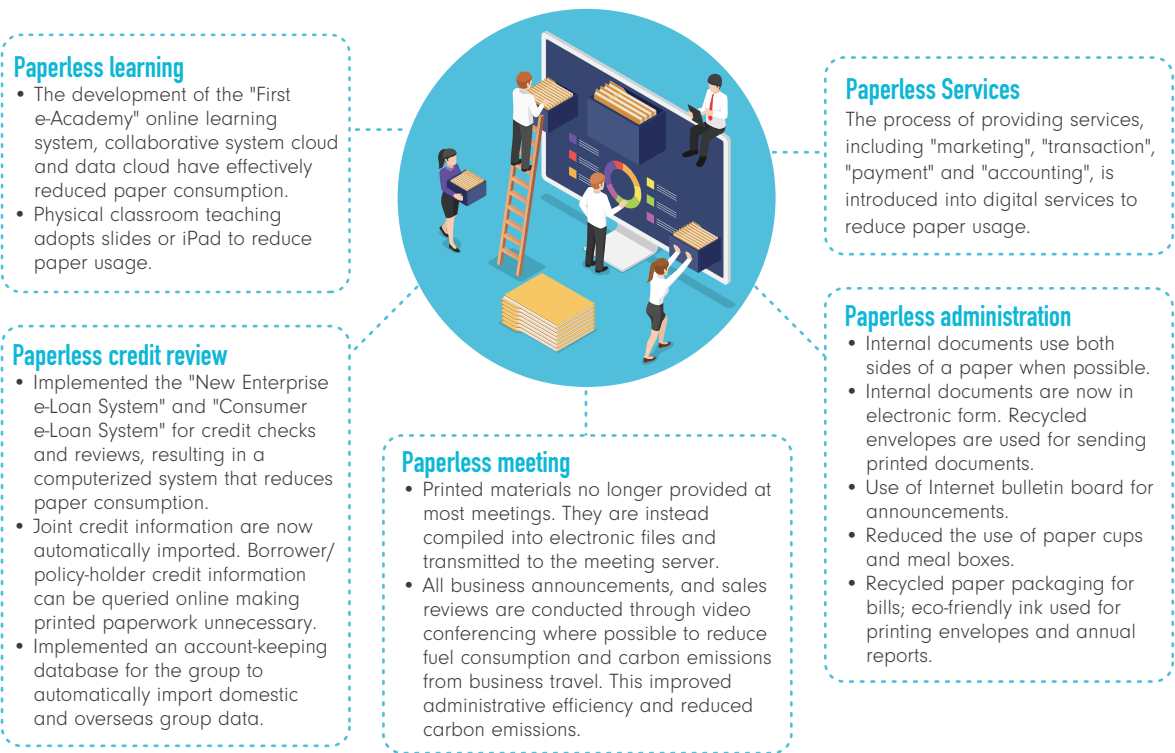 Paperless learning
• The development of the "First
e-Academy" online learning
system, collaborative system cloud
and data cloud have effectively
reduced paper consumption.
• Physical classroom teaching
adopts slides or iPad to reduce
paper usage.
Paperless credit review
• Implemented the "New Enterprise
e-Loan System" and "Consumer
e-Loan System" for credit checks
and reviews, resulting in a
computerized system that reduces
paper consumption.
• Joint credit information are now
automatically imported. Borrower/
policy-holder credit information
can be queried online making
printed paperwork unnecessary.
• Implemented an account-keeping
database for the group to
automatically import domestic
and overseas group data.
Paperless meeting
• Printed materials no longer provided at
most meetings. They are instead
compiled into electronic files and
transmitted to the meeting server.
• All business announcements, and sales
reviews are conducted through video
conferencing where possible to reduce
fuel consumption and carbon emissions
from business travel. This improved
administrative efficiency and reduced
carbon emissions.
Paperless Services
The process of providing services,
including "marketing", "transaction",
"payment" and "accounting", is
introduced into digital services to
reduce paper usage.
Paperless administration
• Internal documents use both
sides of a paper when possible.
• Internal documents are now in
electronic form. Recycled
envelopes are used for sending
printed documents.
• Use of Internet bulletin board for
announcements.
• Reduced the use of paper cups
and meal boxes.
• Recycled paper packaging for
bills; eco-friendly ink used for
printing envelopes and annual
reports.